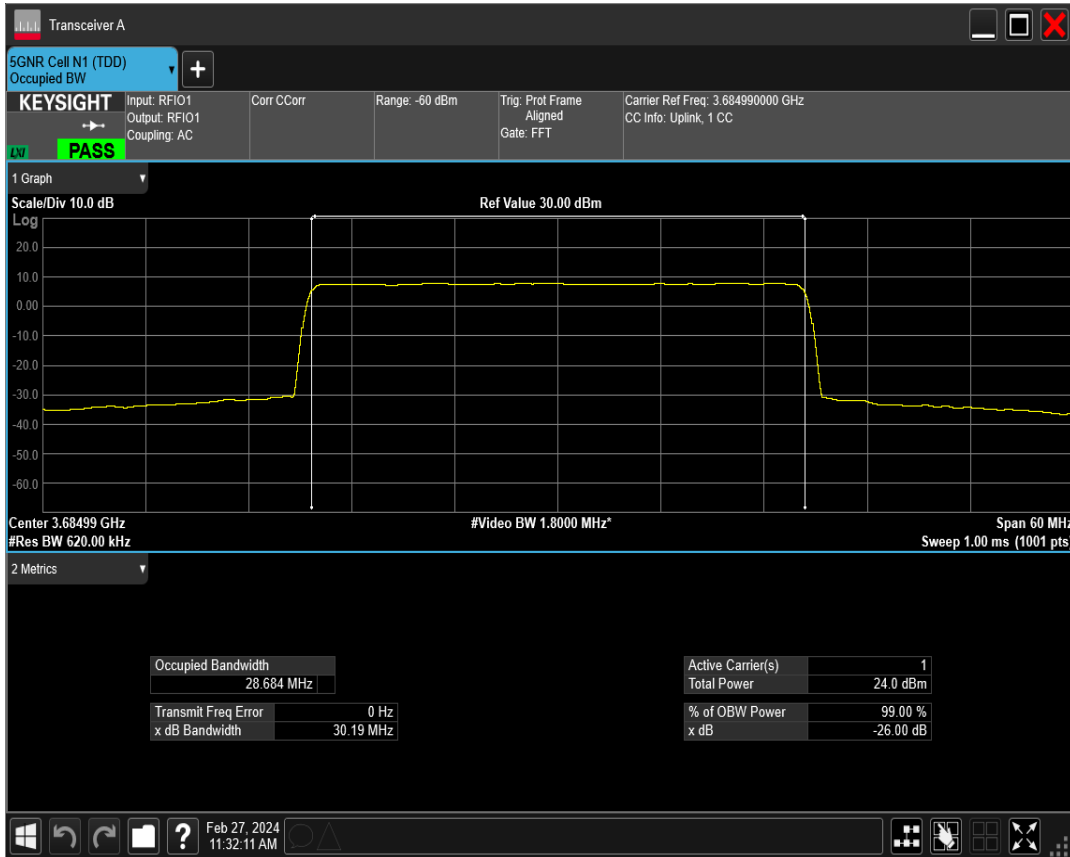 Transceiver A
5GNR Cell N1 (TDD)
Occupied BW
+
KEYSIGHT
LXI
PASS
Input: RFIO1
Output: RFIO1
Coupling: AC
Corr CCorr
Range: -60 dBm
Trig: Prot Frame
Aligned
Gate: FFT
Carrier Ref Freq: 3.684990000 GHz
CC Info: Uplink, 1 CC
1 Graph
Scale/Div 10.0 dB
Ref Value 30.00 dBm
Log
20.0
10.0
0.00
-10.0
-20.0
-30.0
-40.0
-50.0
-60.0
Center 3.68499 GHz
#Video BW 1.8000 MHz*
Span 60 MHz
#Res BW 620.00 kHz
Sweep 1.00 ms (1001 pts)
2 Metrics
Occupied Bandwidth
28.684 MHz
Transmit Freq Error 0 Hz
x dB Bandwidth 30.19 MHz
Active Carrier(s) 1
Total Power 24.0 dBm
% of OBW Power 99.00 %
x dB -26.00 dB
?
Feb 27, 2024
11:32:11 AM